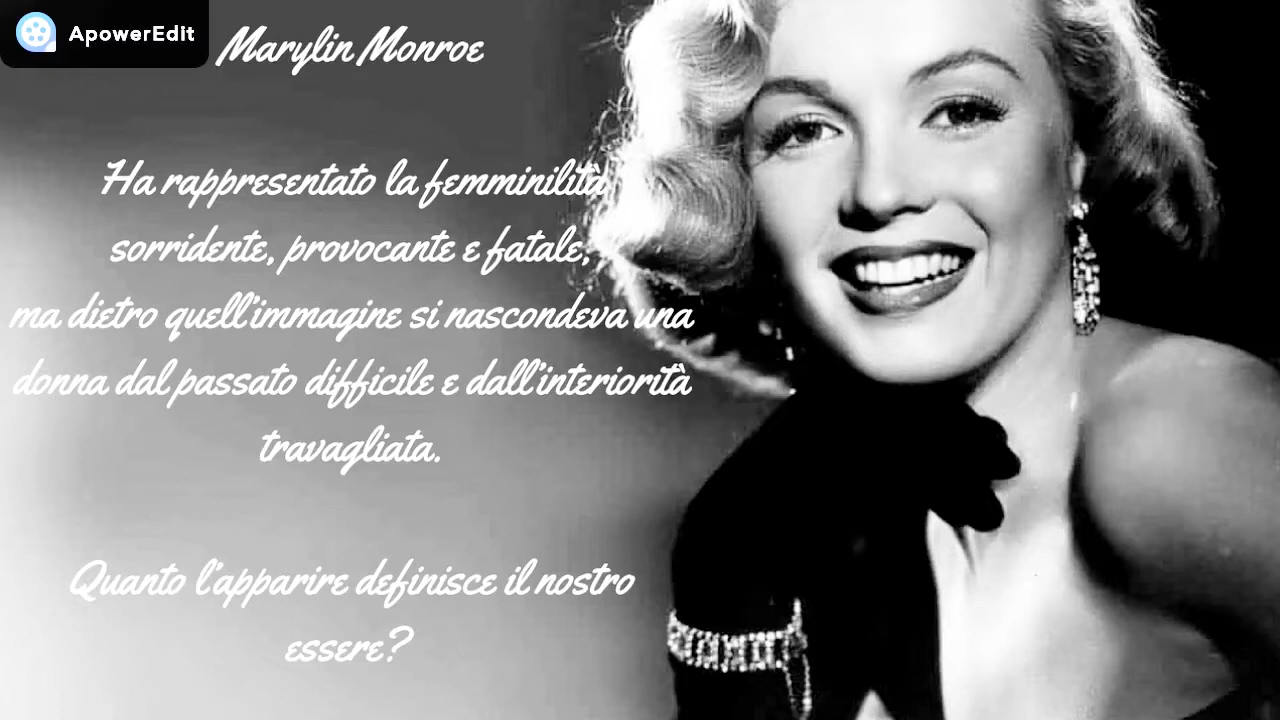 ApowerEdit
Marylin Monroe
Ha rappresentato la femminilità
sorridente, provocante e fatale,
ma dietro quell'immagine si nascondeva una
donna dal passato difficile e dall'interiorità
travagliata.
Quanto l'apparire definisce il nostro
essere?